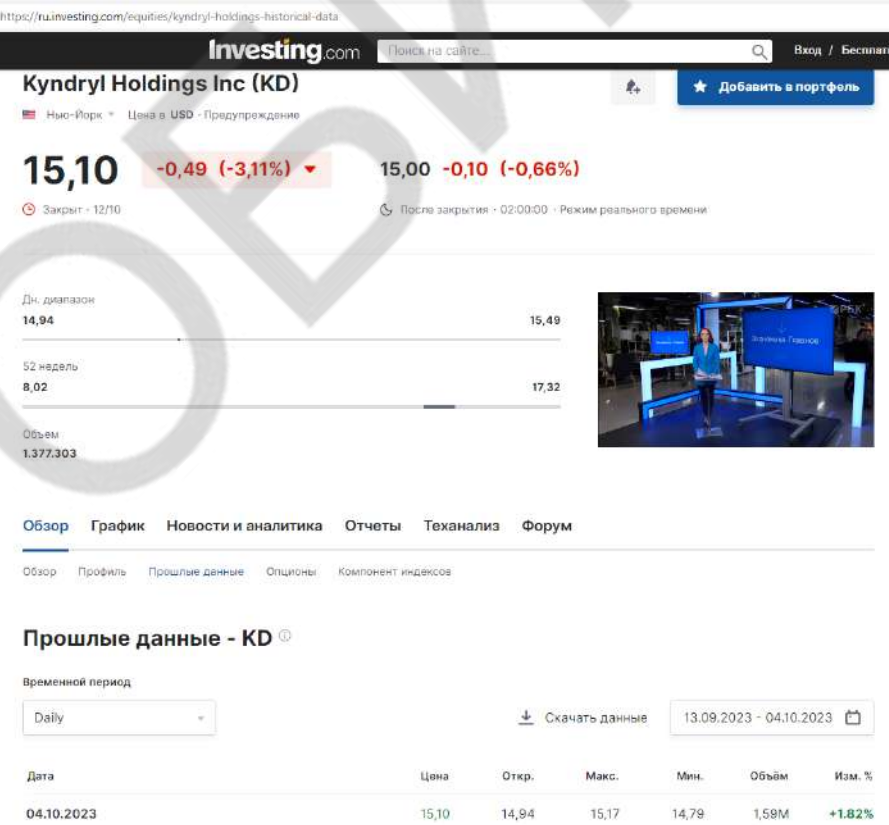 https://ru.investing.com/equities/kyndryl-holdings-historical-data
Investing.com Поиск на сайте... Вход / Бесплат
Kyndryl Holdings Inc (KD) Добавить в портфель
Нью-Йорк Цена в USD · Предупреждение
15,10 -0,49 (-3,11%) 15,00 -0,10 (-0,66%)
Закрыт · 12/10 После закрытия · 02:00:00 · Режим реального времени
Дн. диапазон
14,94 15,49
52 недель
8,02 17,32
Объем
1.377.303
РБК
Обзор График Новости и аналитика Отчеты Теханализ Форум
Обзор Профиль Прошлые данные Опционы Компонент индексов
Прошлые данные - KD
Временной период
Daily Скачать данные 13.09.2023 - 04.10.2023
Дата Цена Откр. Макс. Мин. Объём Изм. %
04.10.2023 15,10 14,94 15,17 14,79 1,59M +1.82%